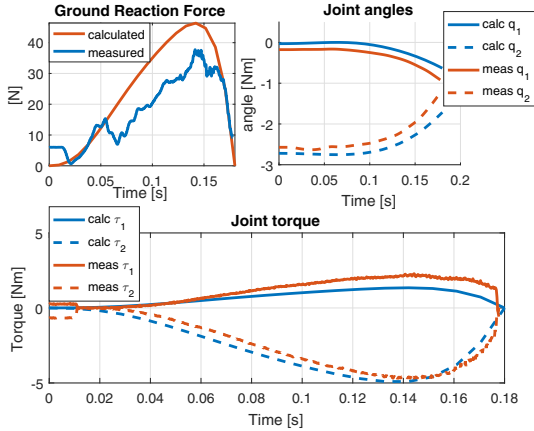 Ground Reaction Force
calculated
measured
[N]
40
30
20
10
0
0 0.05 0.1 0.15
Time [s]
Joint angles
calc q1
calc q2
meas q1
meas q2
angle [Nm]
0
-1
-2
-3
0 0.05 0.1 0.15 0.2
Time [s]
calc τ1
calc τ2
meas τ1
meas τ2
Joint torque
Torque [Nm]
5
0
-5
0 0.02 0.04 0.06 0.08 0.1 0.12 0.14 0.16 0.18
Time [s]